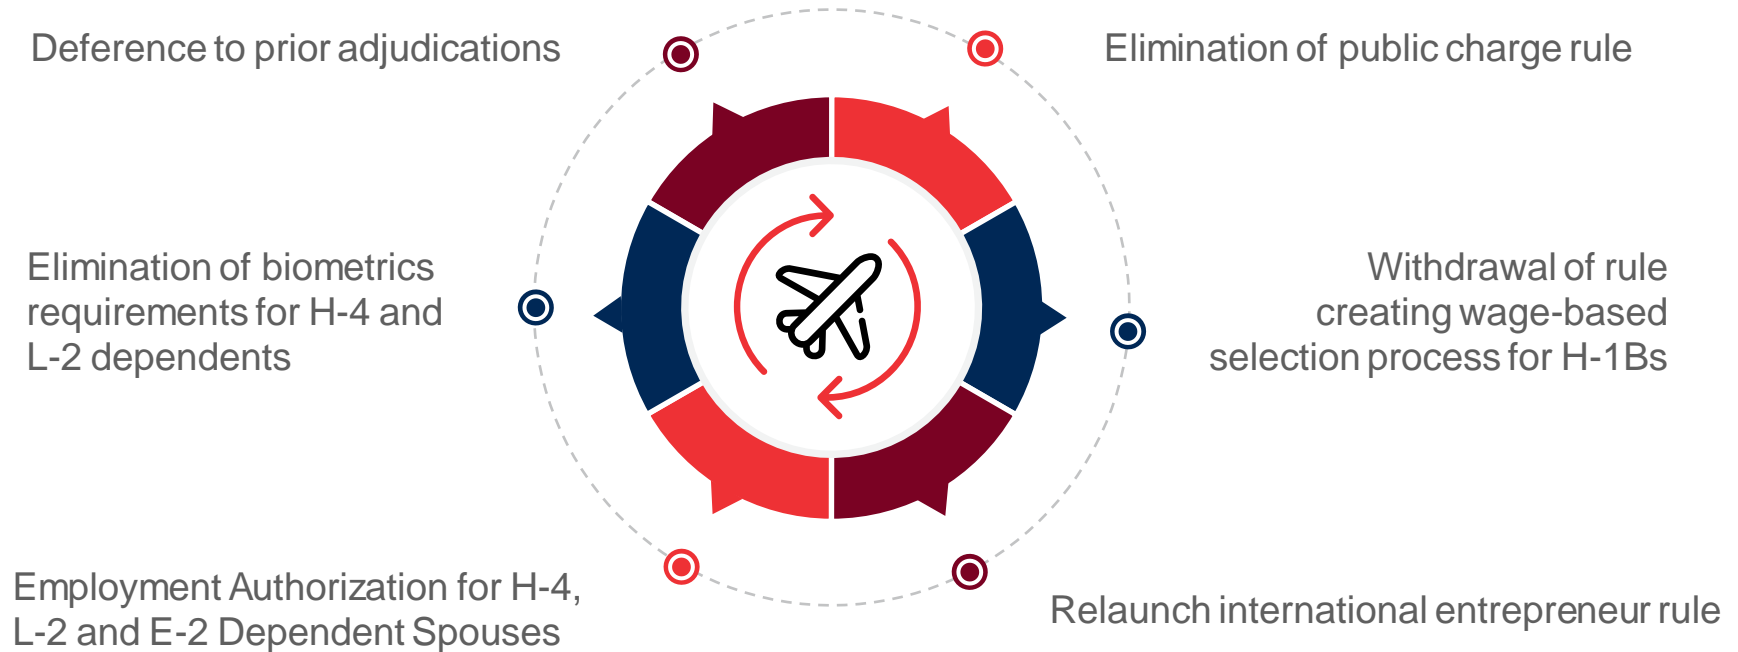 Deference to prior adjudications
Elimination of public charge rule
Elimination of biometrics
requirements for H-4 and
L-2 dependents
Withdrawal of rule
creating wage-based
selection process for H-1Bs
Employment Authorization for H-4,
L-2 and E-2 Dependent Spouses
Relaunch international entrepreneur rule